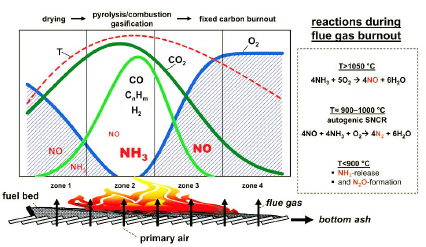 drying → pyrolysis/combustion → fixed carbon burnout
gasification
T
CO₂
O₂
CO
CₙHₘ
H₂
NO
NH₃
NO
NH₃
NO
zone 1
zone 2
zone 3
zone 4
fuel bed
flue gas
bottom ash
primary air
reactions during
flue gas burnout
T>1050 °C
4NH₃ + 5O₂ → 4NO + 6H₂O
T= 900–1000 °C
autogenic SNCR
4NO + 4NH₃ + O₂→ 4N₂ + 6H₂O
T<900 °C
• NH₃-release
• and N₂O-formation